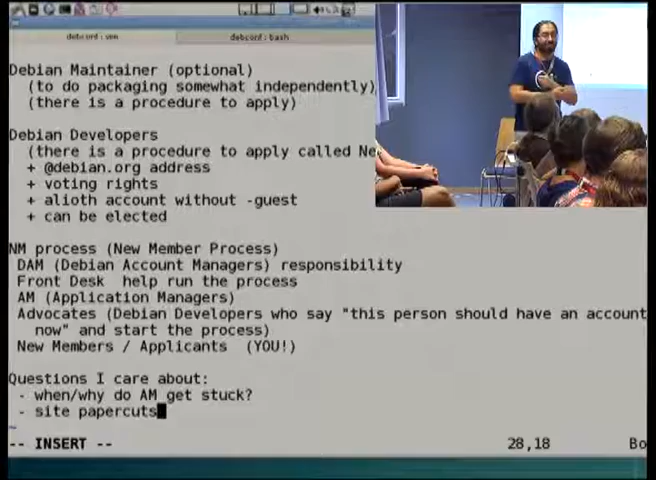 debconf : vim
debconf : bash
Debian Maintainer (optional)
(to do packaging somewhat independently)
(there is a procedure to apply)
Debian Developers
(there is a procedure to apply called Ne
+ @debian.org address
+ voting rights
+ alioth account without -guest
+ can be elected
NM process (New Member Process)
DAM (Debian Account Managers) responsibility
Front Desk  help run the process
AM (Application Managers)
Advocates (Debian Developers who say "this person should have an account
now" and start the process)
New Members / Applicants  (YOU!)
Questions I care about:
- when/why do AM get stuck?
- site papercuts
~
-- INSERT --
28,18
Bo